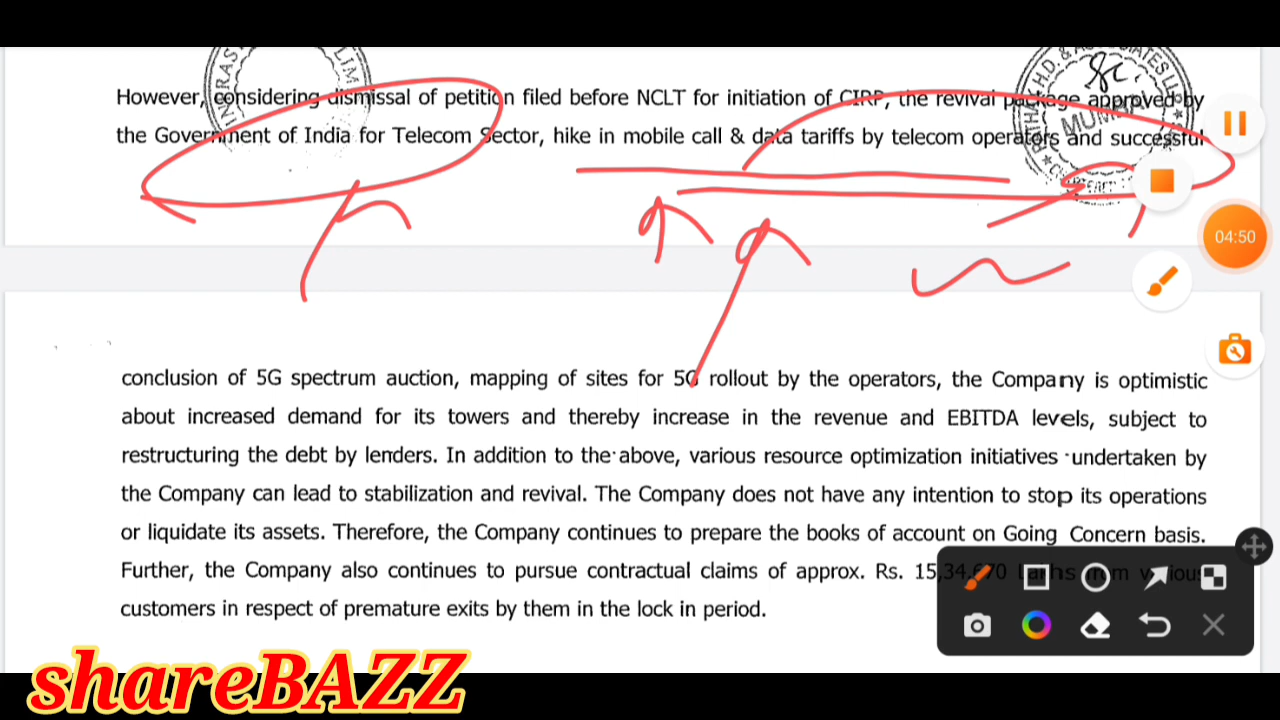 However, considering dismissal of petition filed before NCLT for initiation of CIRP, the revival package approved by
the Government of India for Telecom Sector, hike in mobile call & data tariffs by telecom operators and successful
MUMBAI
04:50
conclusion of 5G spectrum auction, mapping of sites for 5G rollout by the operators, the Company is optimistic
about increased demand for its towers and thereby increase in the revenue and EBITDA levels, subject to
restructuring the debt by lenders. In addition to the above, various resource optimization initiatives undertaken by
the Company can lead to stabilization and revival. The Company does not have any intention to stop its operations
or liquidate its assets. Therefore, the Company continues to prepare the books of account on Going Concern basis.
Further, the Company also continues to pursue contractual claims of approx. Rs. 15,34,670 Lakhs from various
customers in respect of premature exits by them in the lock in period.
shareBAZZ